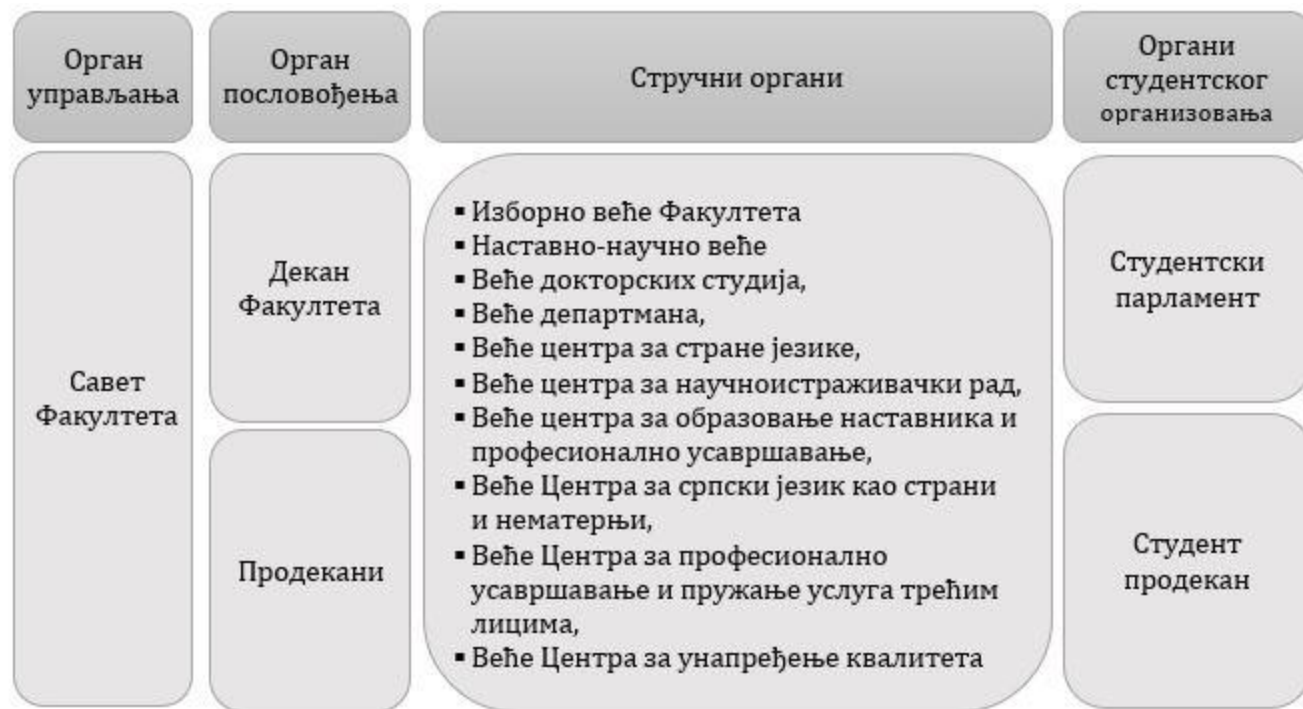 Орган
управљања
Орган
пословођења
Стручни органи
Органи
студентског
организовања
Савет
Факултета
Декан
Факултета
Продекани
▪ Изборно веће Факултета
▪ Наставно-научно веће
▪ Веће докторских студија,
▪ Веће департмана,
▪ Веће центра за стране језике,
▪ Веће центра за научноистраживачки рад,
▪ Веће центра за образовање наставника и
професионално усавршавање,
▪ Веће Центра за српски језик као страни
и нематерњи,
▪ Веће Центра за професионално
усавршавање и пружање услуга трећим
лицима,
▪ Веће Центра за унапређење квалитета
Студентски
парламент
Студент
продекан